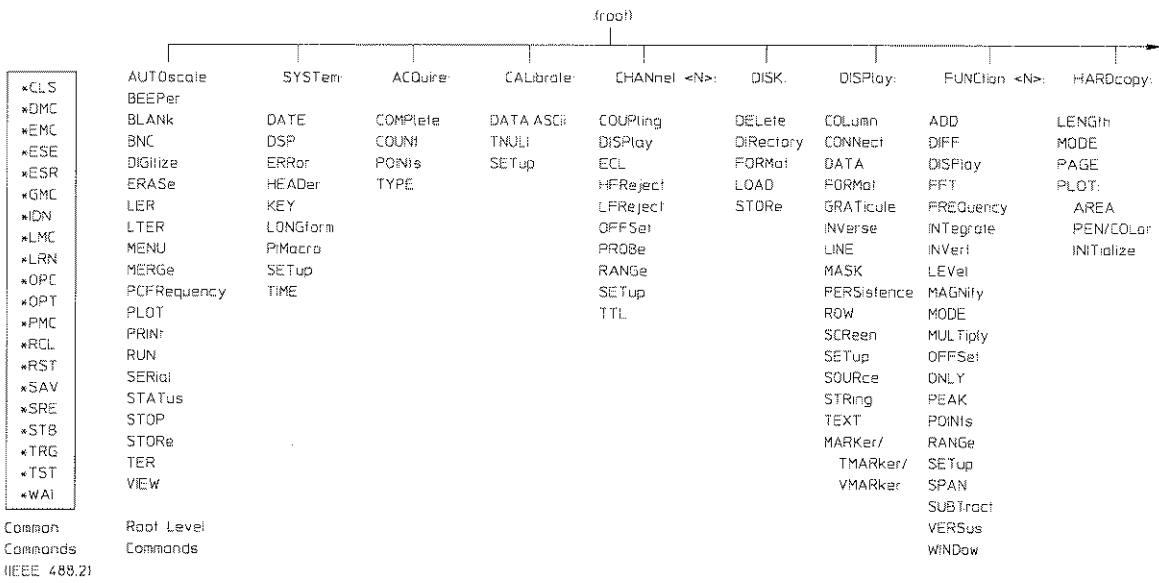 (root)
*CLS
*DMC
*EMC
*ESE
*ESR
*GMC
*IDN
*LMC
*LRN
*OPC
*OPT
*PMC
*RCL
*RST
*SAV
*SRE
*STB
*TRG
*TST
*WAI
Common
Commands
(IEEE 488.2)
AUToscale
BEEPer
BLANk
BNC
DIGitize
ERASe
LER
LTER
MENU
MERGe
PCFRequency
PLOT
PRINt
RUN
SERial
STATus
STOP
STORe
TER
VIEW
Root Level
Commands
SYSTem:
DATE
DSP
ERRor
HEADer
KEY
LONGform
PIMacro
SETup
TIME
ACQuire:
COMPlete
COUNt
POINts
TYPE
CALibrate:
DATA ASCii
TNULl
SETup
CHANnel <N>:
COUPling
DISPlay
ECL
HFReject
LFReject
OFFSet
PROBe
RANGe
SETup
TTL
DISK:
DELete
DIRectory
FORMat
LOAD
STORe
DISPlay:
COLumn
CONNect
DATA
FORMat
GRATicule
INVerse
LINE
MASK
PERSistence
ROW
SCReen
SETup
SOURce
STRing
TEXT
MARKer/
TMARker/
VMARker
FUNCtion <N>:
ADD
DIFF
DISPlay
FFT
FREQuency
INTegrate
INVert
LEVel
MAGNify
MODE
MULTiply
OFFSet
ONLY
PEAK
POINts
RANGe
SETup
SPAN
SUBTract
VERSus
WINDow
HARDcopy:
LENGth
MODE
PAGE
PLOT:
AREA
PEN/COLor
INITialize